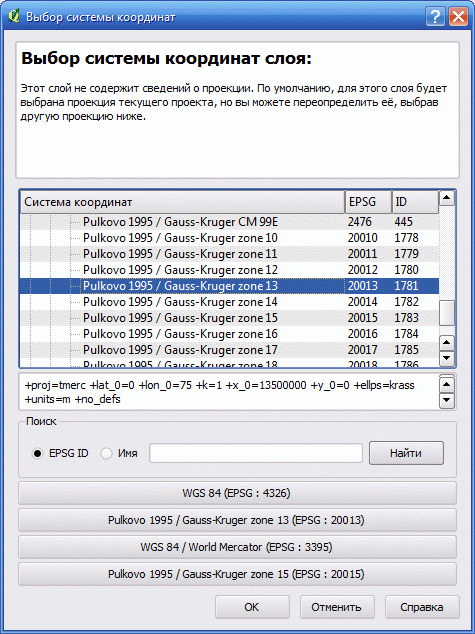 Выбор системы координат
Выбор системы координат слоя:
Этот слой не содержит сведений о проекции. По умолчанию, для этого слоя будет
выбрана проекция текущего проекта, но вы можете переопределить её, выбрав
другую проекцию ниже.
Система координат EPSG ID
Pulkovo 1995 / Gauss-Kruger CM 99E 2476 445
Pulkovo 1995 / Gauss-Kruger zone 10 20010 1778
Pulkovo 1995 / Gauss-Kruger zone 11 20011 1779
Pulkovo 1995 / Gauss-Kruger zone 12 20012 1780
Pulkovo 1995 / Gauss-Kruger zone 13 20013 1781
Pulkovo 1995 / Gauss-Kruger zone 14 20014 1782
Pulkovo 1995 / Gauss-Kruger zone 15 20015 1783
Pulkovo 1995 / Gauss-Kruger zone 16 20016 1784
Pulkovo 1995 / Gauss-Kruger zone 17 20017 1785
Pulkovo 1995 / Gauss-Kruger zone 18 20018 1786
+proj=tmerc +lat_0=0 +lon_0=75 +k=1 +x_0=13500000 +y_0=0 +ellps=krass
+units=m +no_defs
Поиск
EPSG ID Имя Найти
WGS 84 (EPSG : 4326)
Pulkovo 1995 / Gauss-Kruger zone 13 (EPSG : 20013)
WGS 84 / World Mercator (EPSG : 3395)
Pulkovo 1995 / Gauss-Kruger zone 15 (EPSG : 20015)
OK Отменить Справка